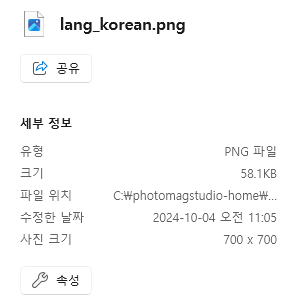 lang_korean.png
공유
세부 정보
유형 PNG 파일
크기 58.1KB
파일 위치 C:₩photomagstudio-home₩...
수정한 날짜 2024-10-04 오전 11:05
사진 크기 700 x 700
속성